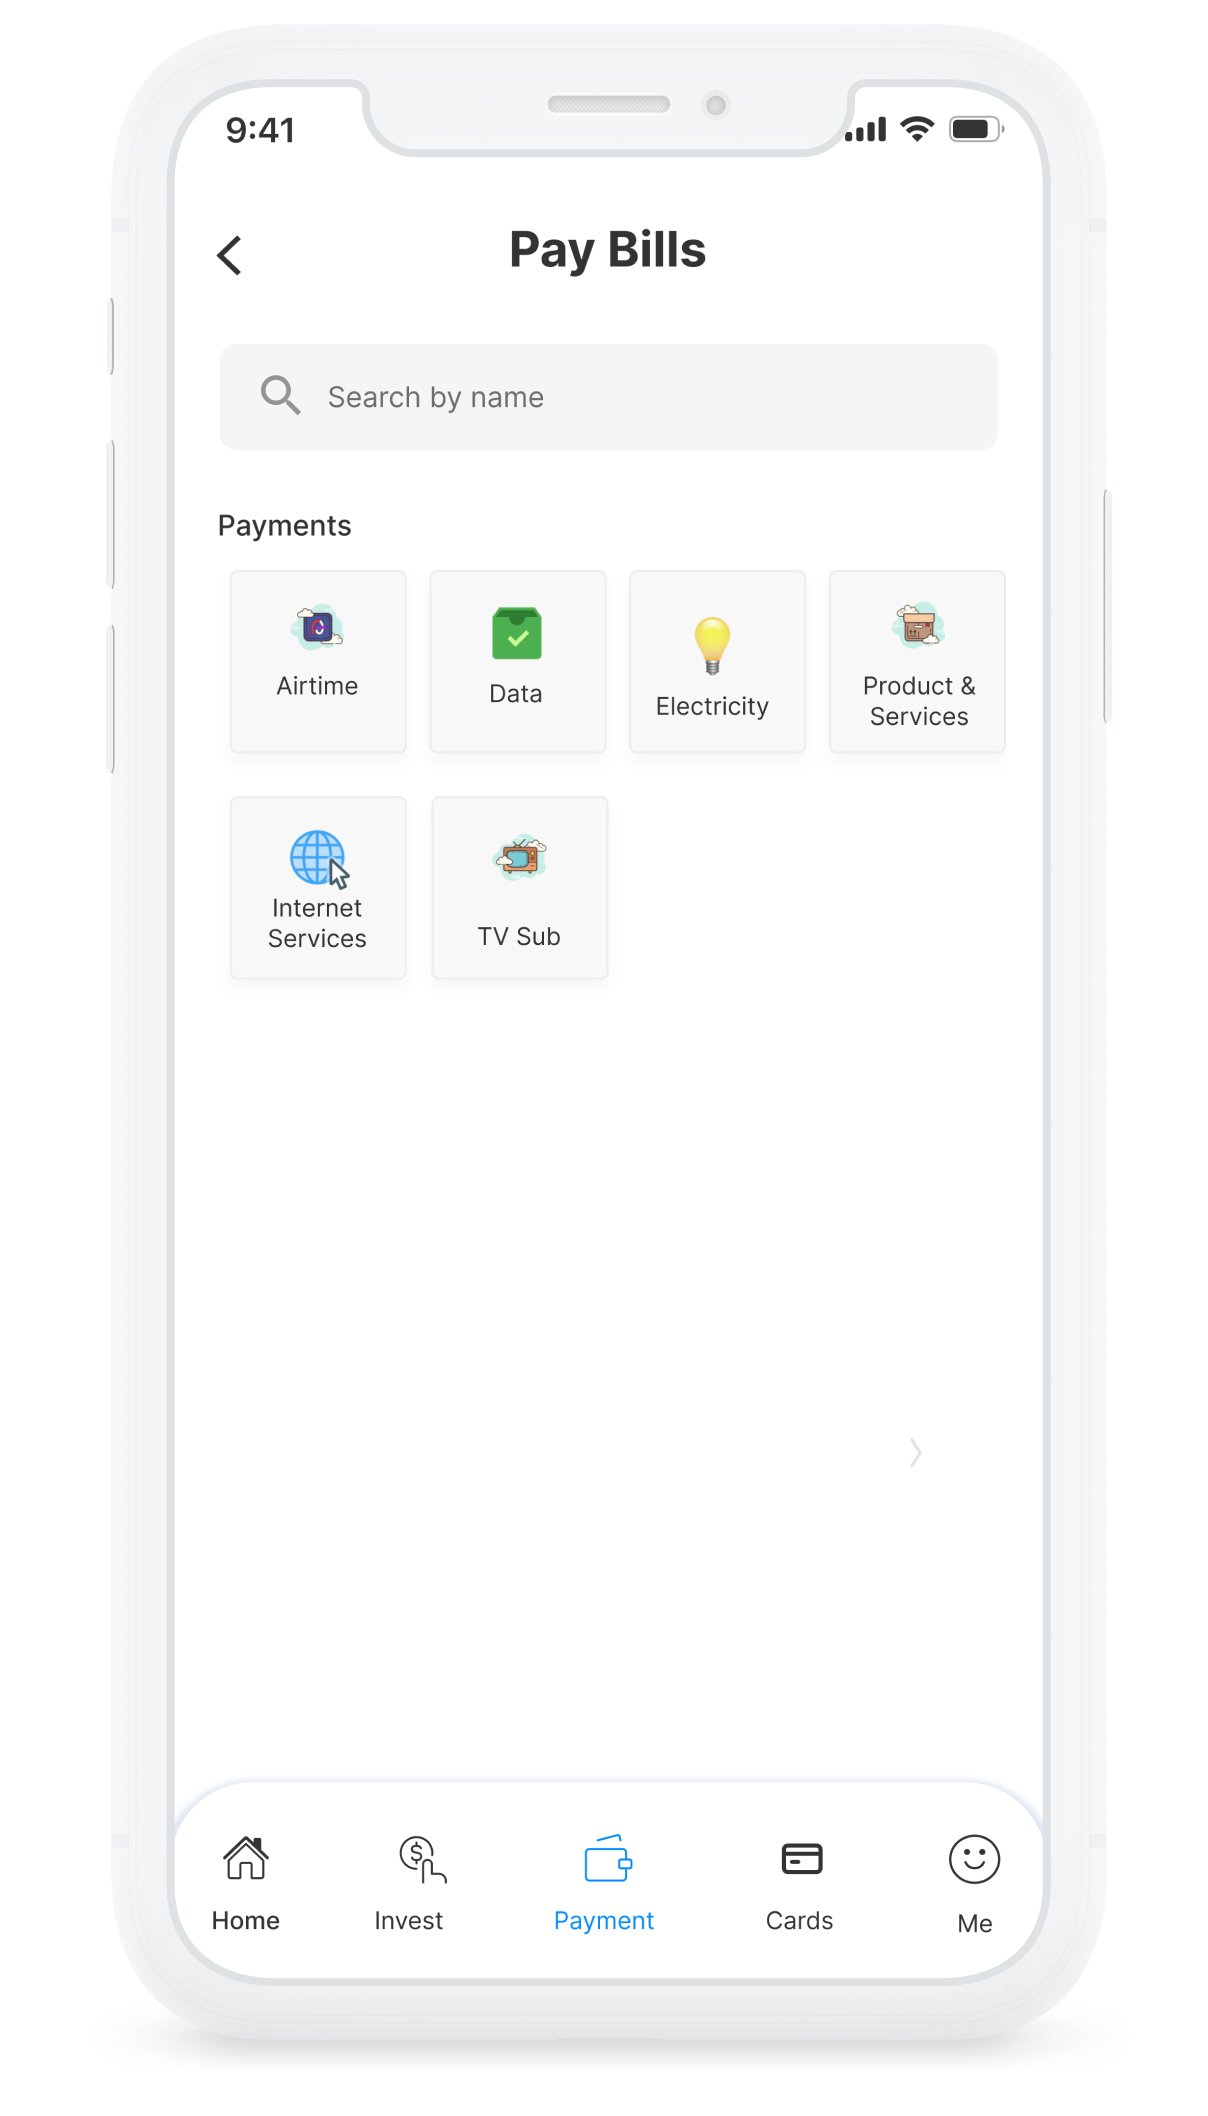 9:41
Pay Bills
Search by name
Payments
Airtime
Data
Electricity
Product &
Services
Internet
Services
TV Sub
Home
Invest
Payment
Cards
Me